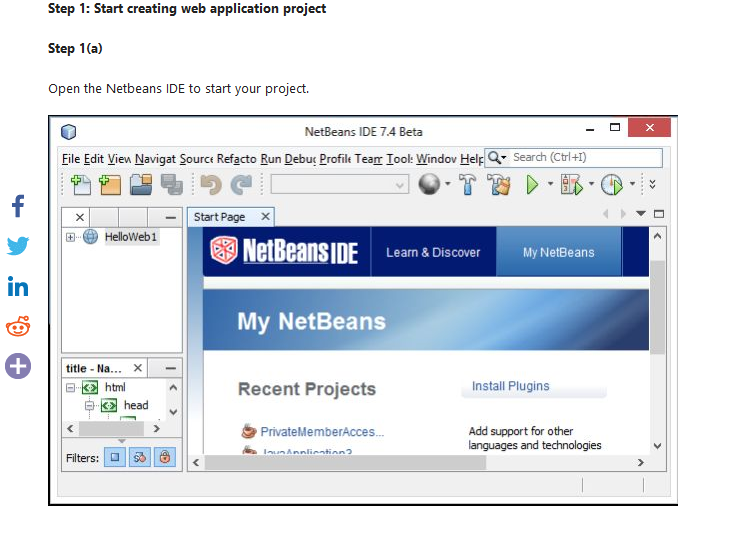 Step 1: Start creating web application project
Step 1(a)
Open the Netbeans IDE to start your project.
NetBeans IDE 7.4 Beta
File Edit View Navigat Source Refacto Run Debug Profile Team Tools Window Help Search (Ctrl+I)
Start Page
HelloWeb1
NetBeans IDE Learn & Discover My NetBeans
My NetBeans
title - Na...
html
head
Recent Projects Install Plugins
PrivateMemberAcces... Add support for other
languages and technologies
JavaApplication3
Filters:
in